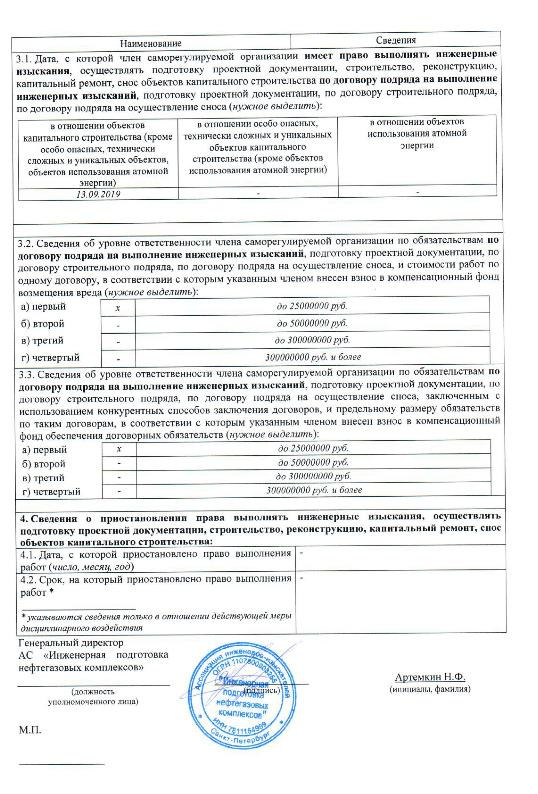 Наименование Сведения
3.1. Дата, с которой член саморегулируемой организации имеет право выполнять инженерные
изыскания, осуществлять подготовку проектной документации, строительство, реконструкцию,
капитальный ремонт, снос объектов капитального строительства по договору подряда на выполнение
инженерных изысканий, подготовку проектной документации, по договору строительного подряда,
по договору подряда на осуществление сноса (нужное выделить):
в отношении объектов
капитального строительства (кроме
особо опасных, технически
сложных и уникальных объектов,
объектов использования атомной
энергии)
в отношении особо опасных,
технически сложных и уникальных
объектов капитального
строительства (кроме объектов
использования атомной энергии)
в отношении объектов
использования атомной
энергии
13.09.2019 - -
3.2. Сведения об уровне ответственности члена саморегулируемой организации по обязательствам по
договору подряда на выполнение инженерных изысканий, подготовку проектной документации, по
договору строительного подряда, по договору подряда на осуществление сноса, и стоимости работ по
одному договору, в соответствии с которым указанным членом внесен взнос в компенсационный фонд
возмещения вреда (нужное выделить):
а) первый х до 25000000 руб.
б) второй - до 50000000 руб.
в) третий - до 300000000 руб.
г) четвертый - 300000000 руб. и более
3.3. Сведения об уровне ответственности члена саморегулируемой организации по обязательствам по
договору подряда на выполнение инженерных изысканий, подготовку проектной документации, по
договору строительного подряда, по договору подряда на осуществление сноса, заключенным с
использованием конкурентных способов заключения договоров, и предельному размеру обязательств
по таким договорам, в соответствии с которым указанным членом внесен взнос в компенсационный
фонд обеспечения договорных обязательств (нужное выделить):
а) первый х до 25000000 руб.
б) второй - до 50000000 руб.
в) третий - до 300000000 руб.
г) четвертый - 300000000 руб. и более
4. Сведения о приостановлении права выполнять инженерные изыскания, осуществлять
подготовку проектной документации, строительство, реконструкцию, капитальный ремонт, снос
объектов капитального строительства:
4.1. Дата, с которой приостановлено право выполнения -
работ (число, месяц, год)
4.2. Срок, на который приостановлено право выполнения -
работ *
* указываются сведения только в отношении действующей меры
дисциплинарного воздействия
Генеральный директор
АС «Инженерная подготовка
нефтегазовых комплексов»
Артемкин Н.Ф.
(должность (подпись) (инициалы, фамилия)
уполномоченного лица)
Ассоциация инженеров-изыскателей
"Инженерная
подготовка
нефтегазовых
комплексов"
Санкт-Петербург
М.П.